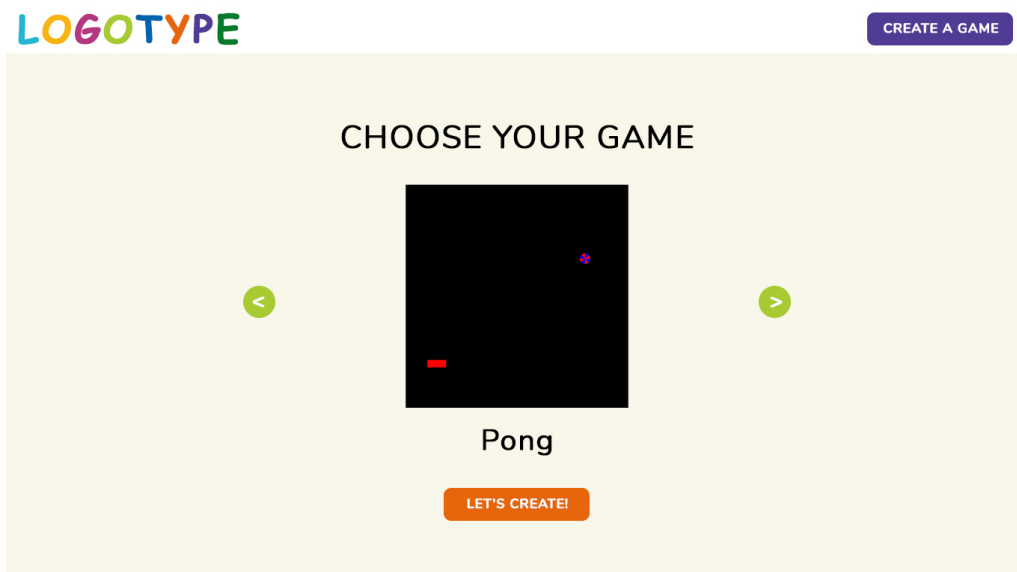 LOGOTYPE
CREATE A GAME
CHOOSE YOUR GAME
<
>
Pong
LET'S CREATE!